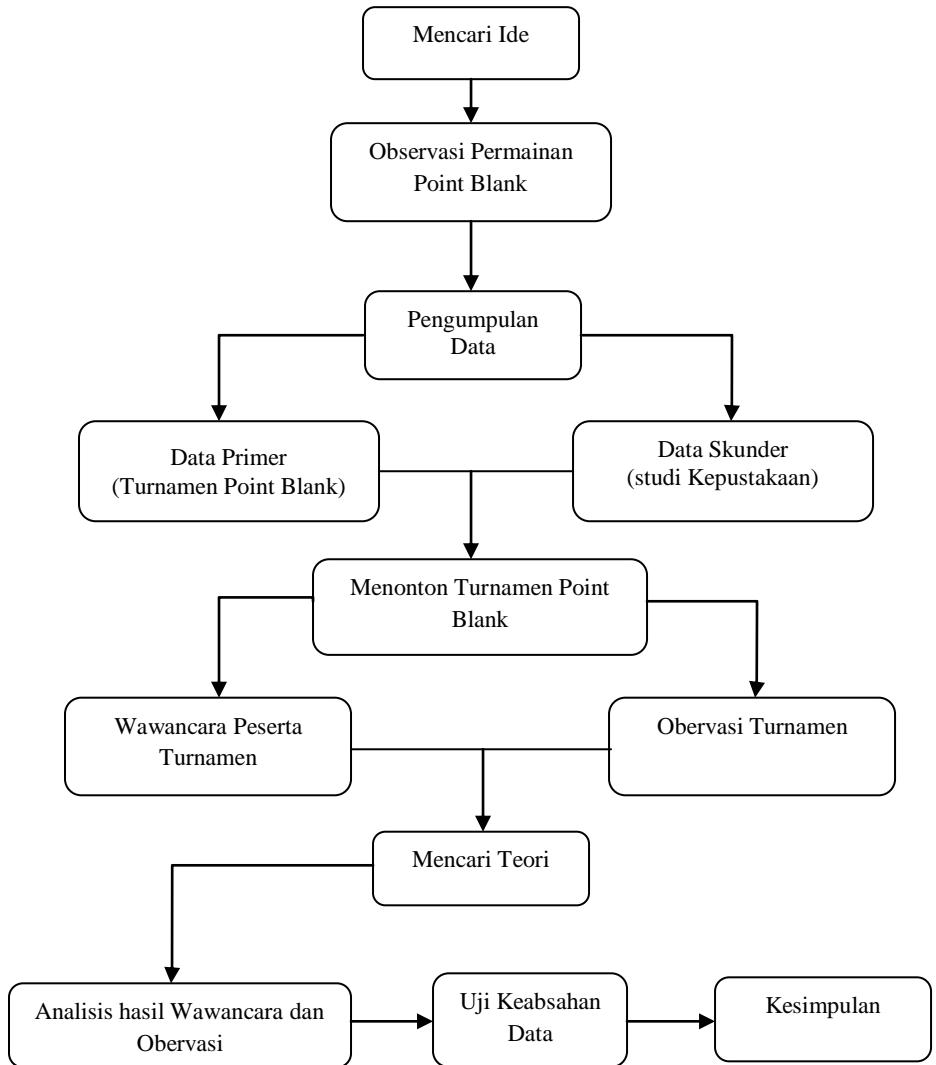 Mencari Ide
Observasi Permainan
Point Blank
Pengumpulan
Data
Data Primer
(Turnamen Point Blank)
Data Skunder
(studi Kepustakaan)
Menonton Turnamen Point
Blank
Wawancara Peserta
Turnamen
Obervasi Turnamen
Mencari Teori
Analisis hasil Wawancara dan
Obervasi
Uji Keabsahan
Data
Kesimpulan